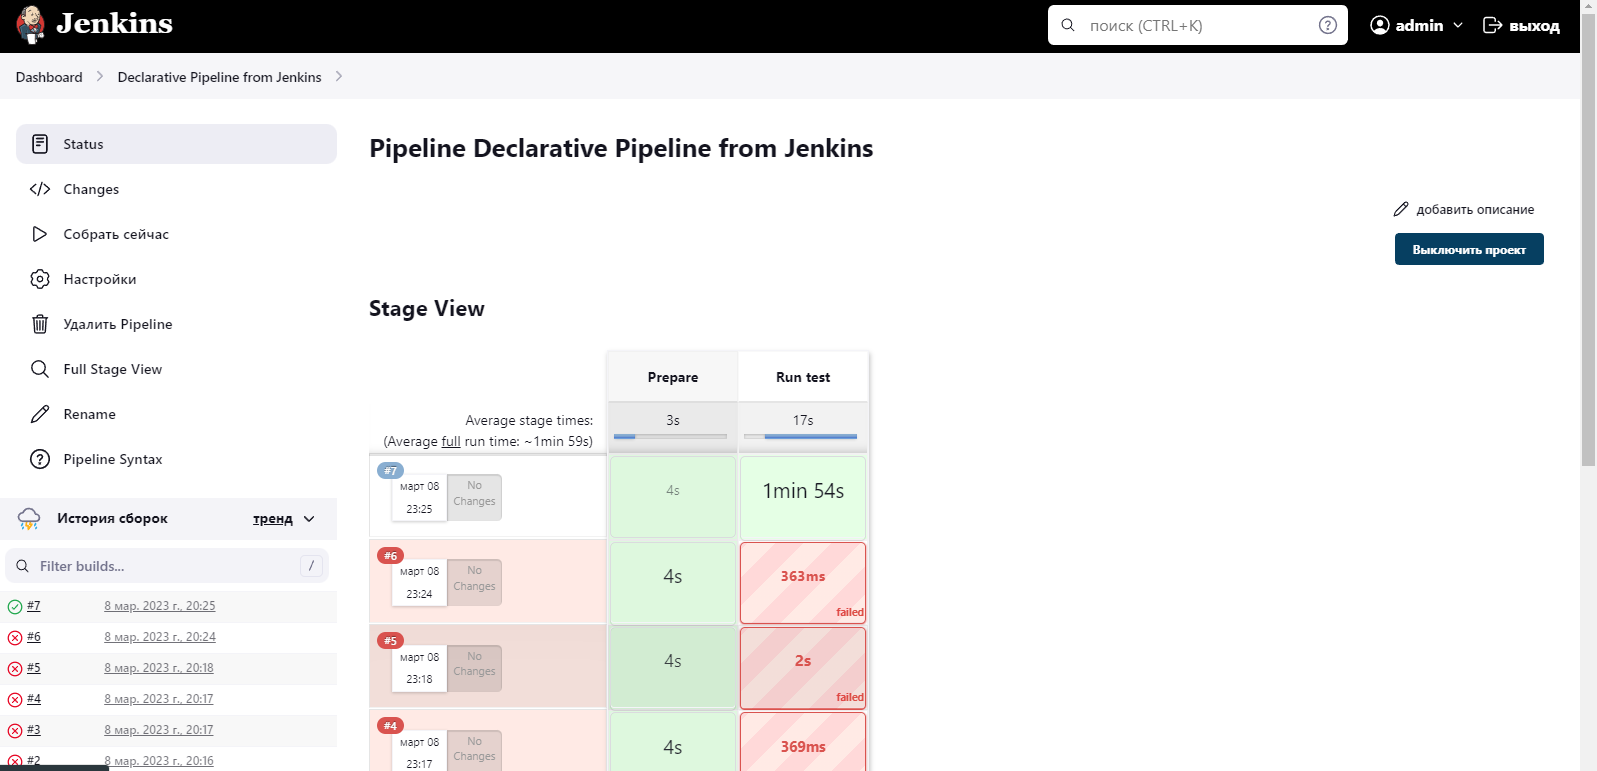 Jenkins
поиск (CTRL+K)
admin
выход
Dashboard
Declarative Pipeline from Jenkins
Status
Changes
Собрать сейчас
Настройки
Удалить Pipeline
Full Stage View
Rename
Pipeline Syntax
История сборок
тренд
Filter builds...
/
#7 8 мар. 2023 г., 20:25
#6 8 мар. 2023 г., 20:24
#5 8 мар. 2023 г., 20:18
#4 8 мар. 2023 г., 20:17
#3 8 мар. 2023 г., 20:17
#2 8 мар. 2023 г., 20:16
Pipeline Declarative Pipeline from Jenkins
добавить описание
Выключить проект
Stage View
Prepare Run test
Average stage times: 3s 17s
(Average full run time: ~1min 59s)
#7
март 08
23:25
No
Changes
4s
1min 54s
#6
март 08
23:24
No
Changes
4s
363ms
failed
#5
март 08
23:18
No
Changes
4s
2s
failed
#4
март 08
23:17
No
Changes
4s
369ms